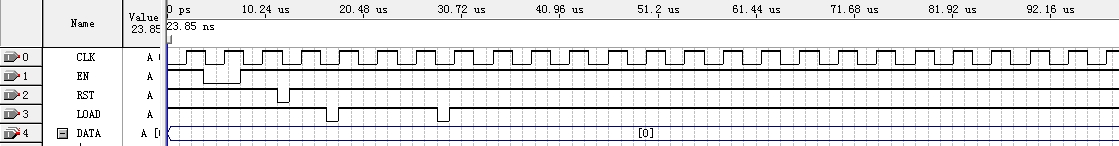 Name
Value
23.85
0 ps 10.24 us 20.48 us 30.72 us 40.96 us 51.2 us 61.44 us 71.68 us 81.92 us 92.16 us
23.85 ns
0 CLK A
1 EN A
2 RST A
3 LOAD A
4 DATA A [0]